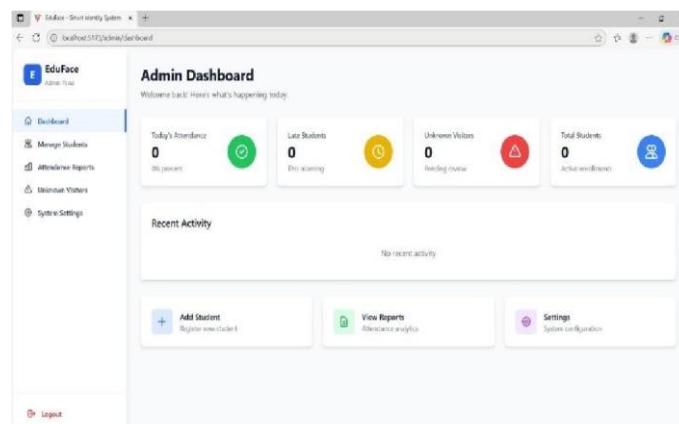 EduFace - Smart Identity System
localhost:5173/admin/dashboard
E
EduFace
Admin Panel
Dashboard
Manage Students
Attendance Reports
Unknown Visitors
System Settings
Logout
Admin Dashboard
Welcome back! Here's what's happening today.
Today's Attendance
0
0% present
Late Students
0
This morning
Unknown Visitors
0
Pending review
Total Students
0
Active enrollments
Recent Activity
No recent activity
Add Student
Register new student
View Reports
Attendance analytics
Settings
System configuration